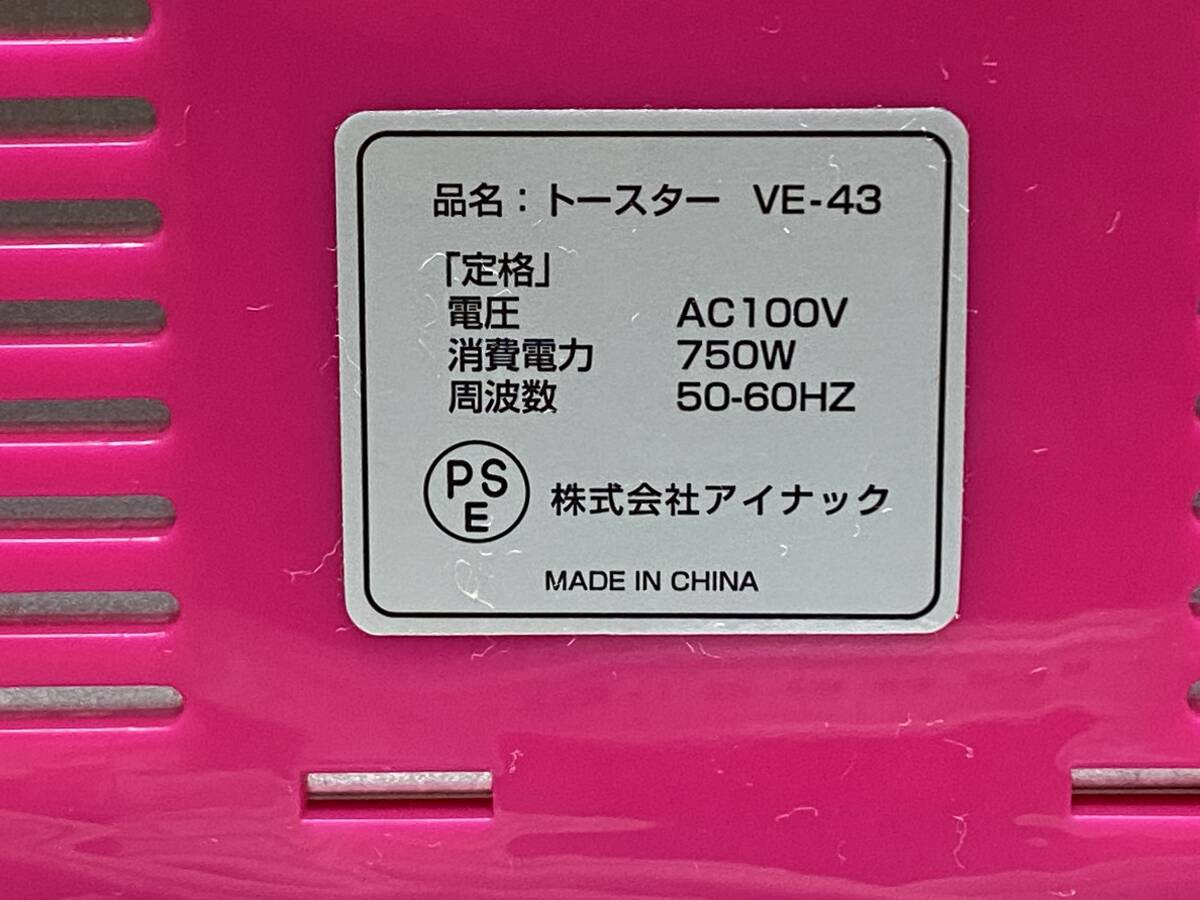 品名：トースター VE-43
「定格」
電圧 AC100V
消費電力 750W
周波数 50-60HZ
PSE 株式会社アイナック
MADE IN CHINA